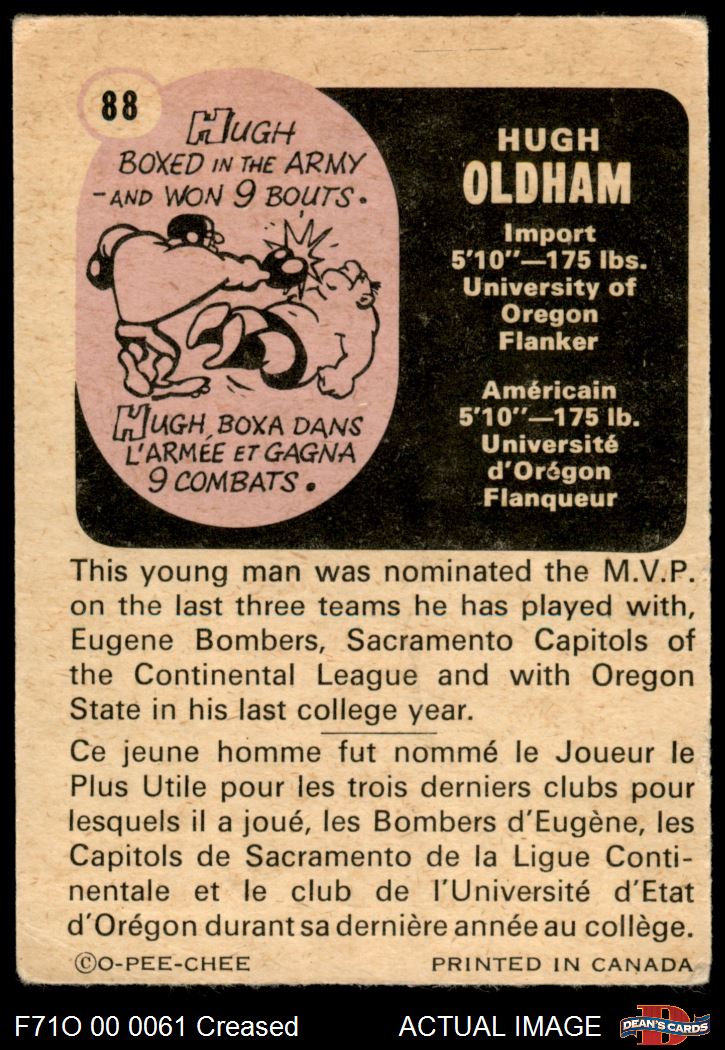 88
HUGH
BOXED IN THE ARMY
-AND WON 9 BOUTS.
HUGH BOXA DANS
L'ARMÉE ET GAGNA
9 COMBATS.
HUGH
OLDHAM
Import
5'10"—175 lbs.
University of
Oregon
Flanker
Américain
5'10"—175 lb.
Université
d'Orégon
Flanqueur
This young man was nominated the M.V.P.
on the last three teams he has played with,
Eugene Bombers, Sacramento Capitols of
the Continental League and with Oregon
State in his last college year.
Ce jeune homme fut nommé le Joueur le
Plus Utile pour les trois derniers clubs pour
lesquels il a joué, les Bombers d'Eugène, les
Capitols de Sacramento de la Ligue Conti-
nentale et le club de l'Université d'Etat
d'Orégon durant sa dernière année au collège.
©O-PEE-CHEE PRINTED IN CANADA
F71O 00 0061 Creased ACTUAL IMAGE DEAN'S CARDS